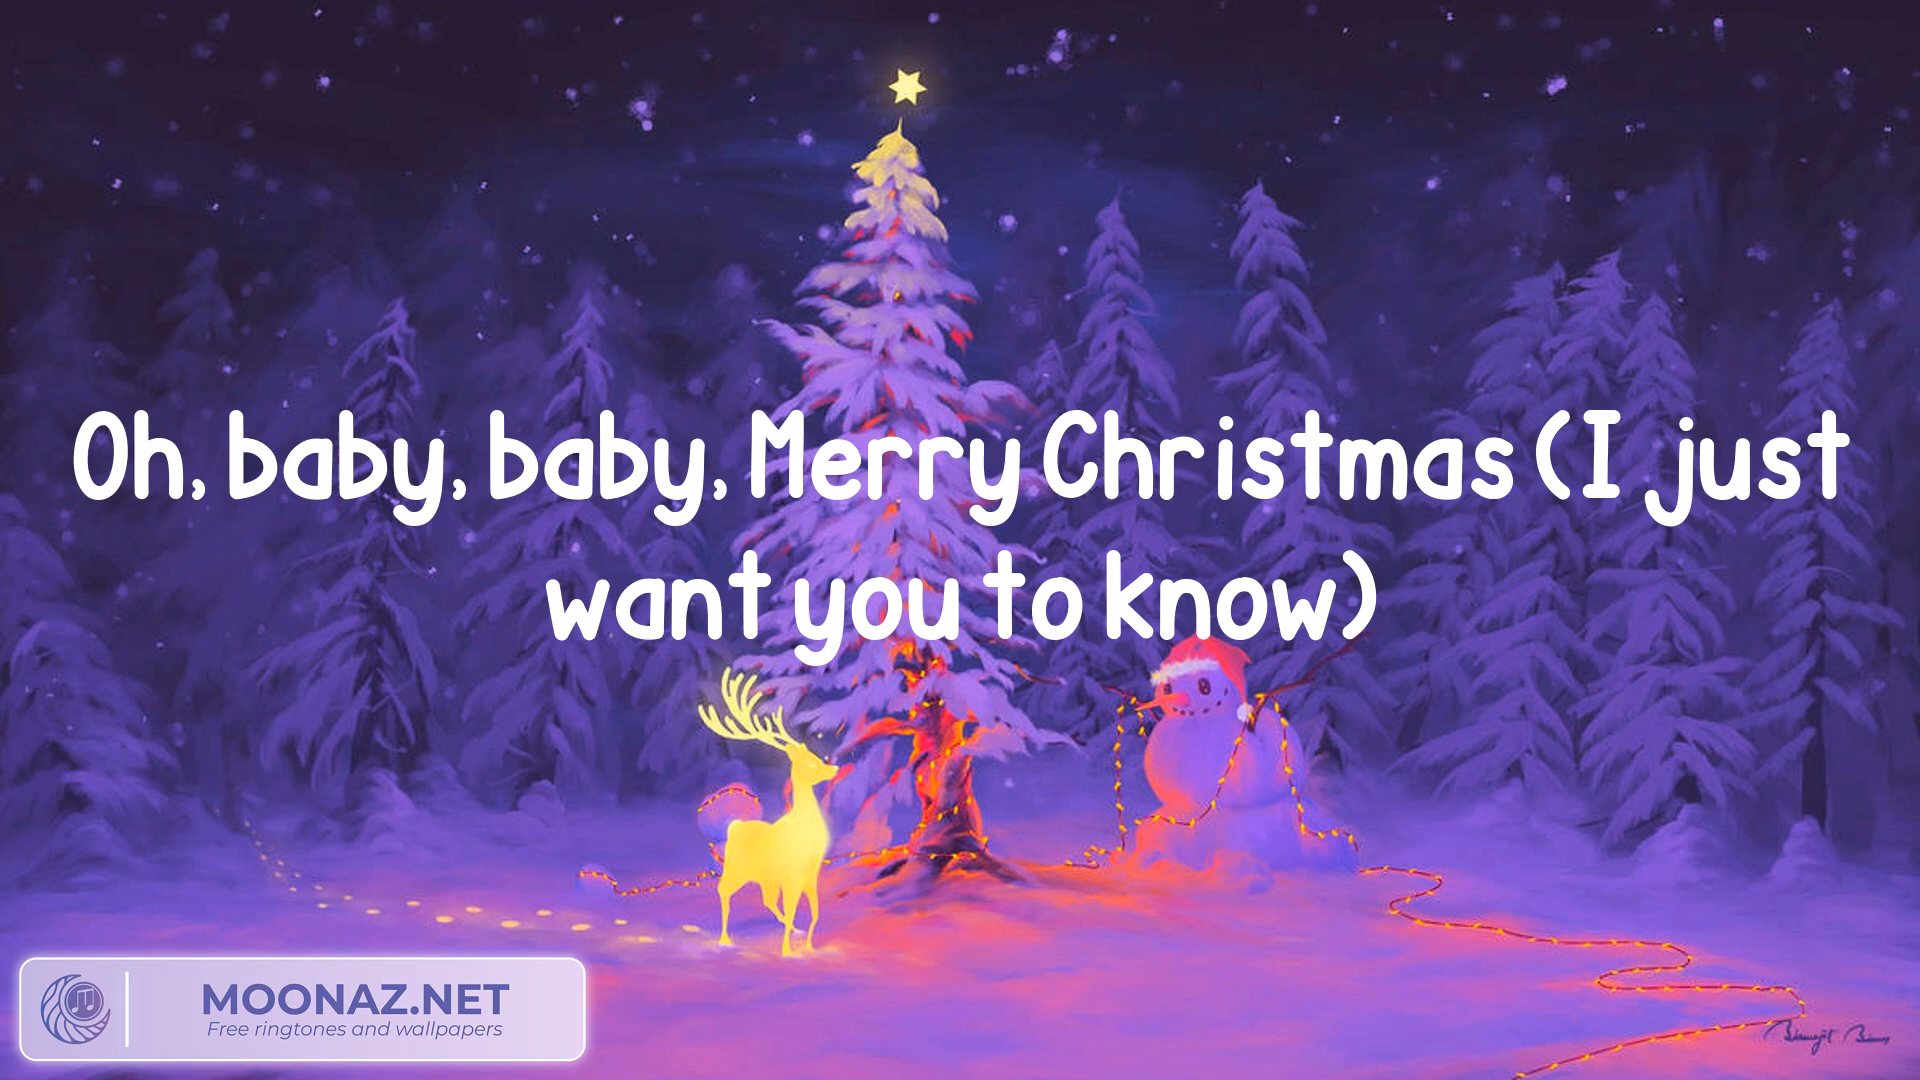 Oh, baby, baby, Merry Christmas (I just
want you to know)
MOONAZ.NET
Free ringtones and wallpapers